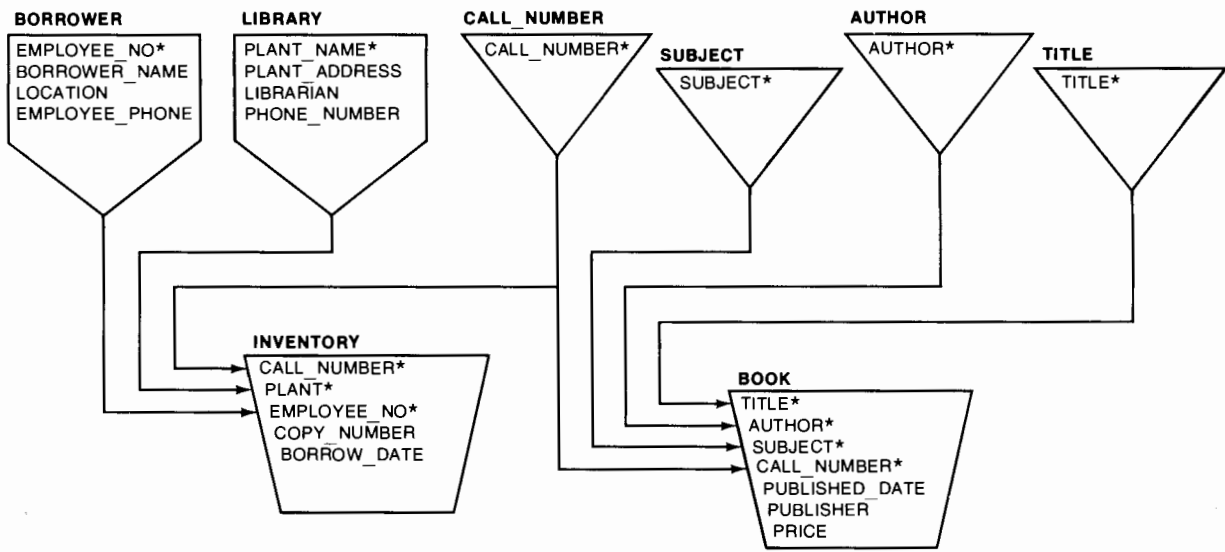 BORROWER
EMPLOYEE_NO*
BORROWER_NAME
LOCATION
EMPLOYEE_PHONE
LIBRARY
PLANT_NAME*
PLANT_ADDRESS
LIBRARIAN
PHONE_NUMBER
CALL_NUMBER
CALL_NUMBER*
SUBJECT
SUBJECT*
AUTHOR
AUTHOR*
TITLE
TITLE*
INVENTORY
CALL_NUMBER*
PLANT*
EMPLOYEE_NO*
COPY_NUMBER
BORROW_DATE
BOOK
TITLE*
AUTHOR*
SUBJECT*
CALL_NUMBER*
PUBLISHED_DATE
PUBLISHER
PRICE